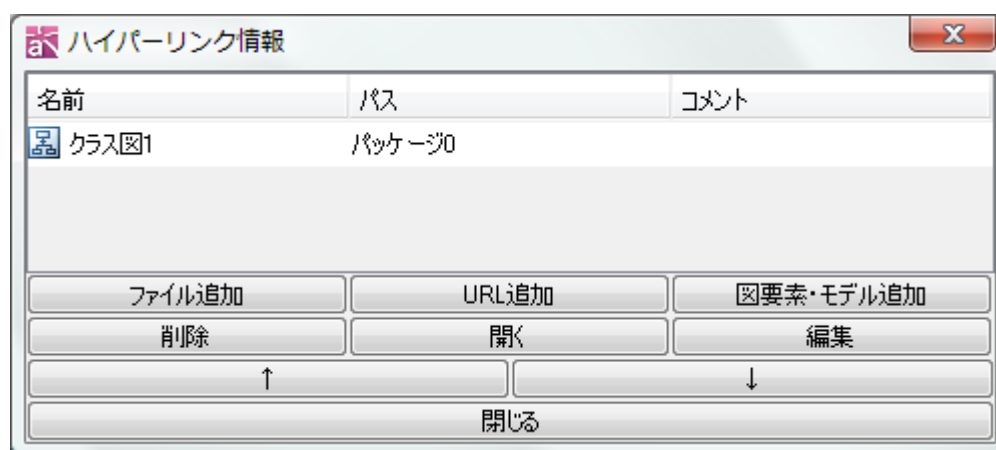 ハイパーリンク情報
名前 パス コメント
クラス図1 パッケージ0
ファイル追加 URL追加 図要素・モデル追加
削除 開く 編集
↑ ↓
閉じる